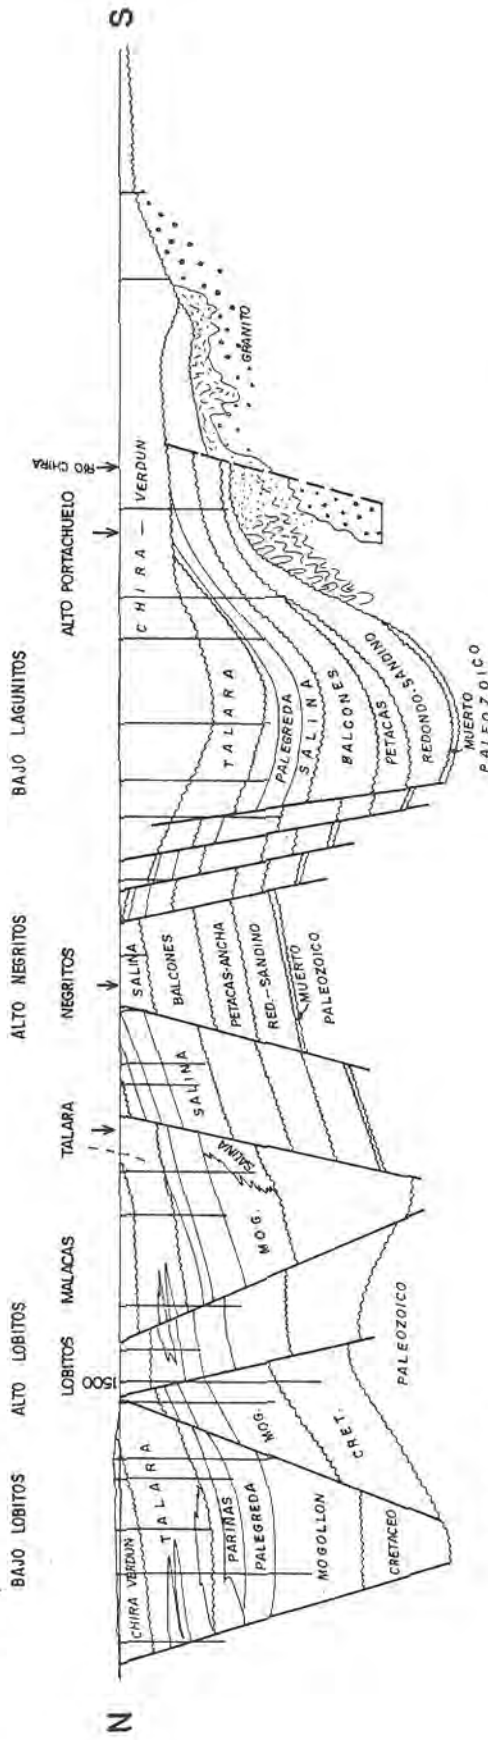 N
S
BAJO LOBITOS
ALTO LOBITOS
ALTO NEGRITOS
BAJO LAGUNITOS
LOBITOS
MALACAS
TALARA
NEGRITOS
ALTO PORTACHUELO
RIO CHIRA
1500
CHIRA VERDUN
TALARA
PARIÑAS
PALEGREDA
MOGOLLON
CRETACEO
MOG.
CRET.
PALEOZOICO
MOG.
SALINA
SALINA
SALINA
BALCONES
PETACAS-ANCHA
RED.-SANDINO
MUERTO
PALEOZOICO
CHIRA - VERDUN
TALARA
PALEGREDA
SALINA
BALCONES
PETACAS
REDONDO-SANDINO
MUERTO
PALEOZOICO
GRANITO